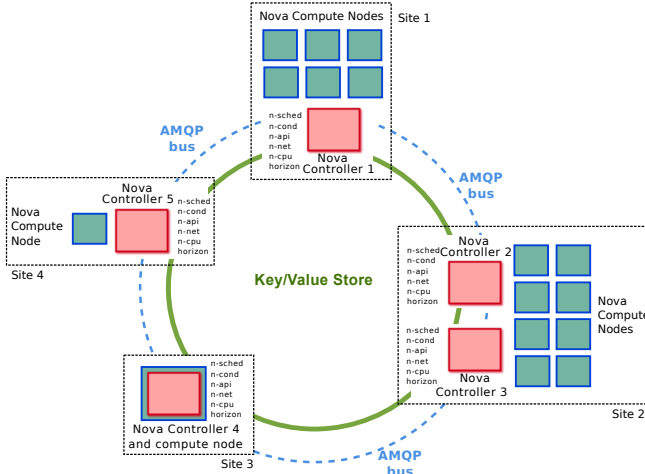 Nova Compute Nodes
Site 1
n-sched
n-cond
n-api
n-net
n-cpu
horizon
Nova
Controller 1
AMQP
bus
AMQP
bus
Nova
Controller 5
n-sched
n-cond
n-api
n-net
n-cpu
horizon
Nova
Compute
Node
Site 4
Key/Value Store
n-sched
n-cond
n-api
n-net
n-cpu
horizon
Nova
Controller 2
n-sched
n-cond
n-api
n-net
n-cpu
horizon
Nova
Controller 3
Nova
Compute
Nodes
Site 2
n-sched
n-cond
n-api
n-net
n-cpu
horizon
Nova Controller 4
and compute node
Site 3
AMQP
bus